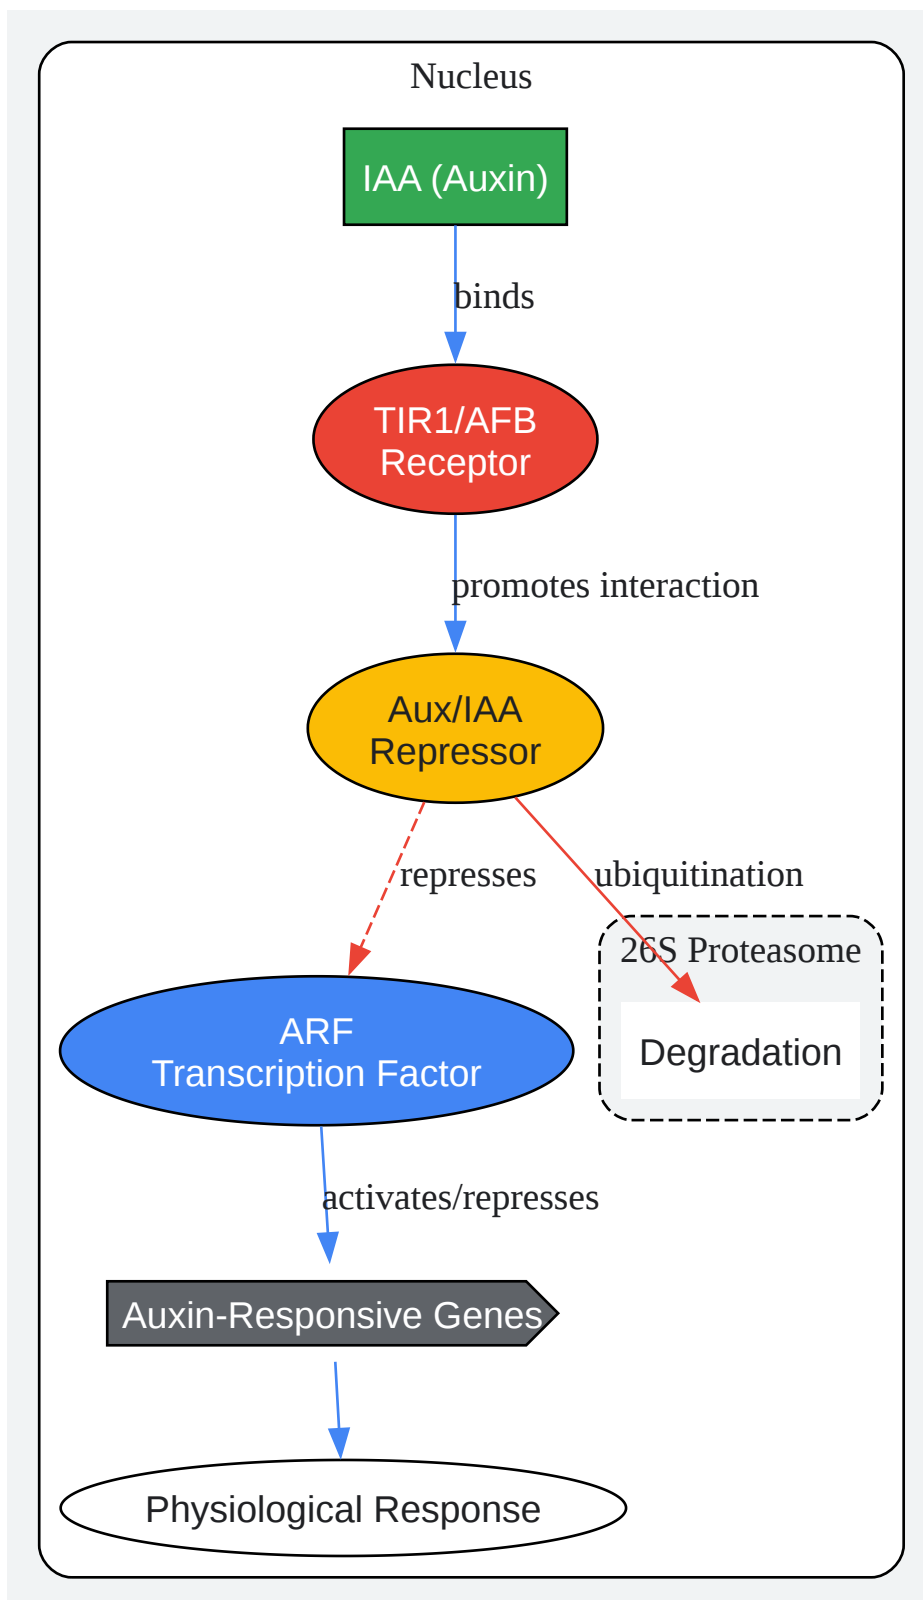 Nucleus
IAA (Auxin)
binds
TIR1/AFB
Receptor
promotes interaction
Aux/IAA
Repressor
represses
ubiquitination
26S Proteasome
Degradation
ARF
Transcription Factor
activates/represses
Auxin-Responsive Genes
Physiological Response